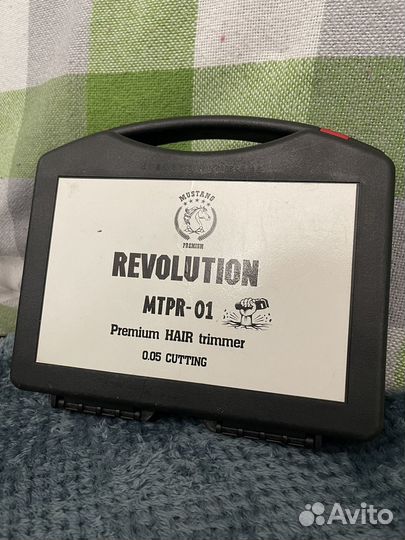 MUSTANG
PREMIUM
REVOLUTION
MTPR-01
Premium HAIR trimmer
0.05 CUTTING
Avito